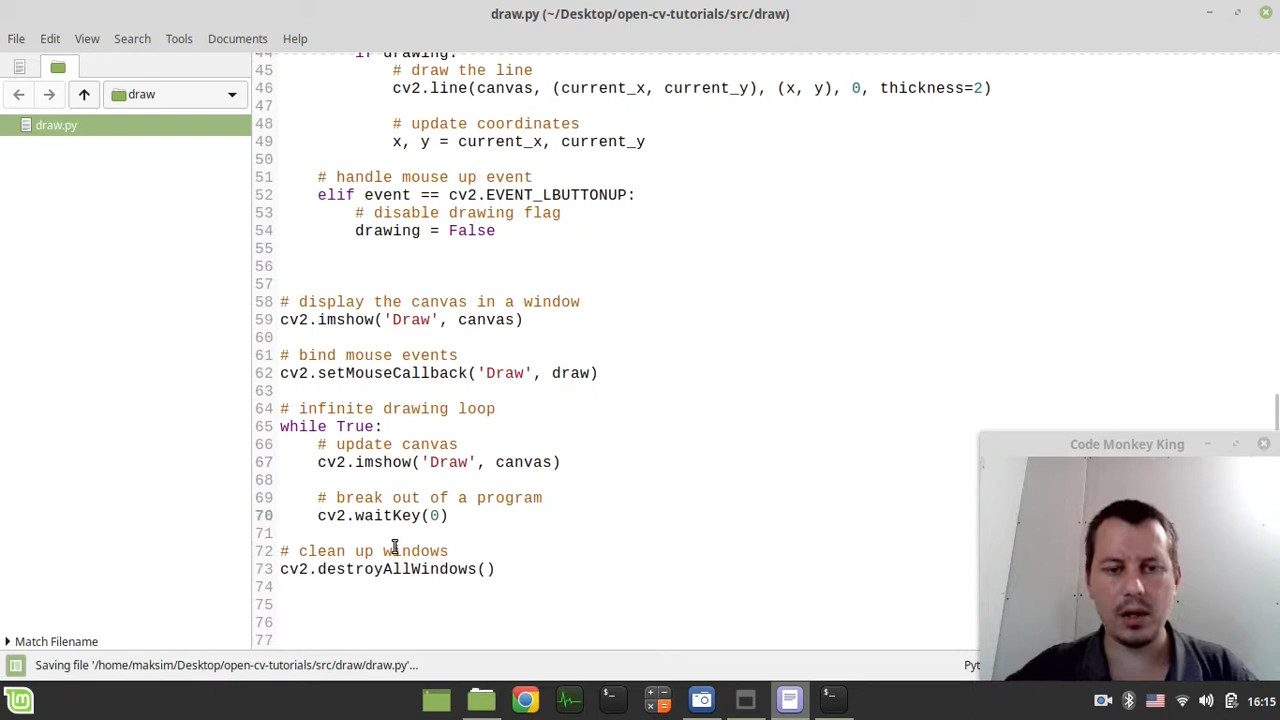 draw.py (~/Desktop/open-cv-tutorials/src/draw)
File Edit View Search Tools Documents Help
draw
draw.py
44 if drawing:
45 # draw the line
46 cv2.line(canvas, (current_x, current_y), (x, y), 0, thickness=2)
47
48 # update coordinates
49 x, y = current_x, current_y
50
51 # handle mouse up event
52 elif event == cv2.EVENT_LBUTTONUP:
53 # disable drawing flag
54 drawing = False
55
56
57
58 # display the canvas in a window
59 cv2.imshow('Draw', canvas)
60
61 # bind mouse events
62 cv2.setMouseCallback('Draw', draw)
63
64 # infinite drawing loop
65 while True:
66 # update canvas
67 cv2.imshow('Draw', canvas)
68
69 # break out of a program
70 cv2.waitKey(0)
71
72 # clean up windows
73 cv2.destroyAllWindows()
74
75
76
77
Code Monkey King
Match Filename
Saving file '/home/maksim/Desktop/open-cv-tutorials/src/draw/draw.py'...
Pyt
16:15